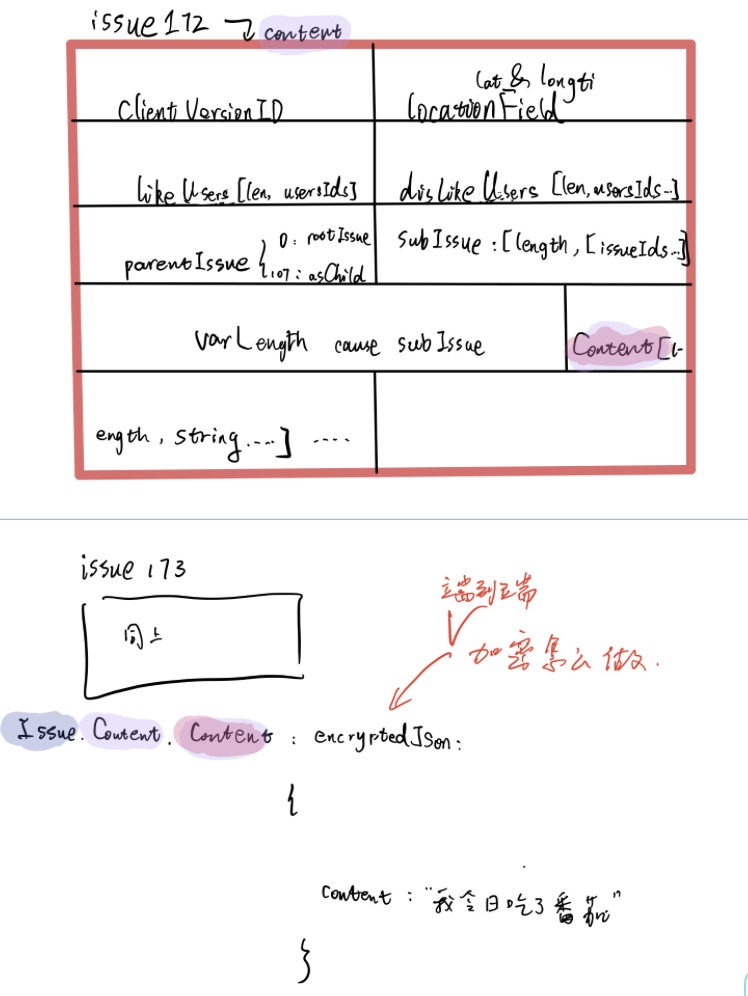 issue 172 content
Client Version ID
lat & longti
locationField
like Users [len, usersIds]
dislike Users [len, usersIds..]
parentIssue { 0: rootIssue
107: asChild
subIssue : [length, [issueIds..]]
varLength cause subIssue
Content [l-
ength, string....] ....
issue 173
同上
端到端
加密怎么做.
Issue. Content. Content : encryptedJson:
{
content : "我今日吃了番茄"
}